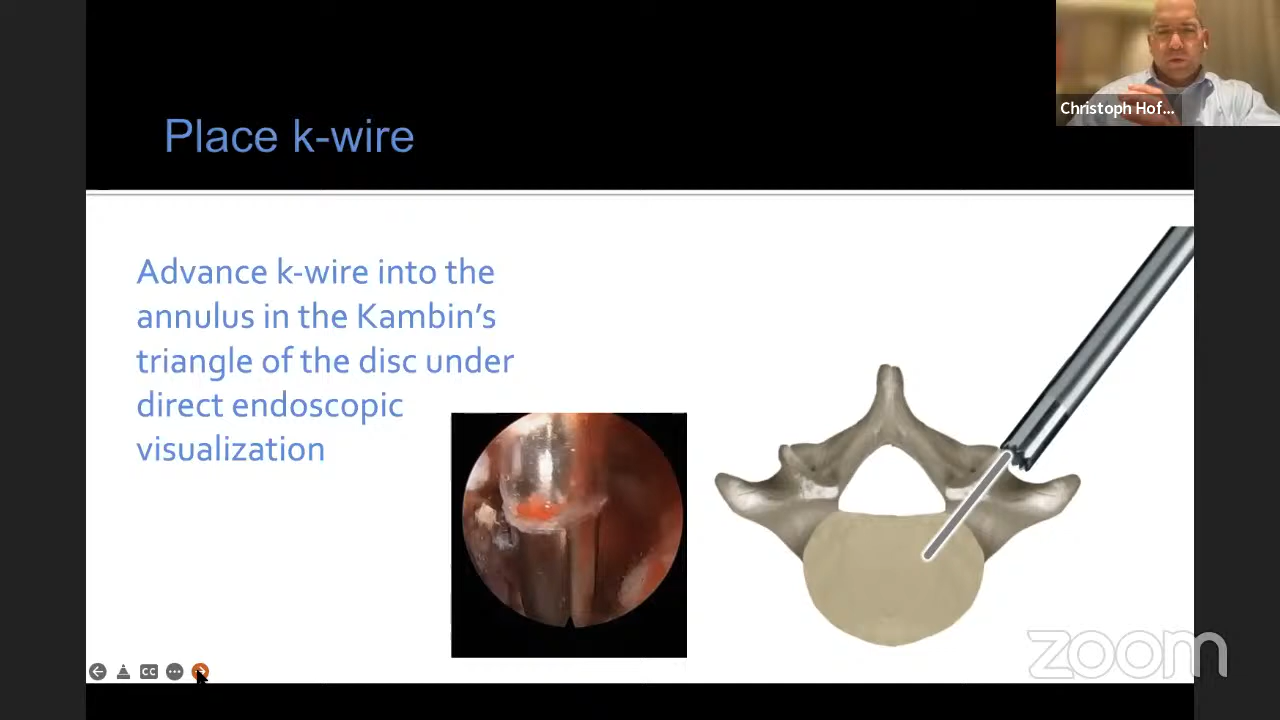 Place k-wire
Christoph Hof...
Advance k-wire into the
annulus in the Kambin's
triangle of the disc under
direct endoscopic
visualization
CC
zoom